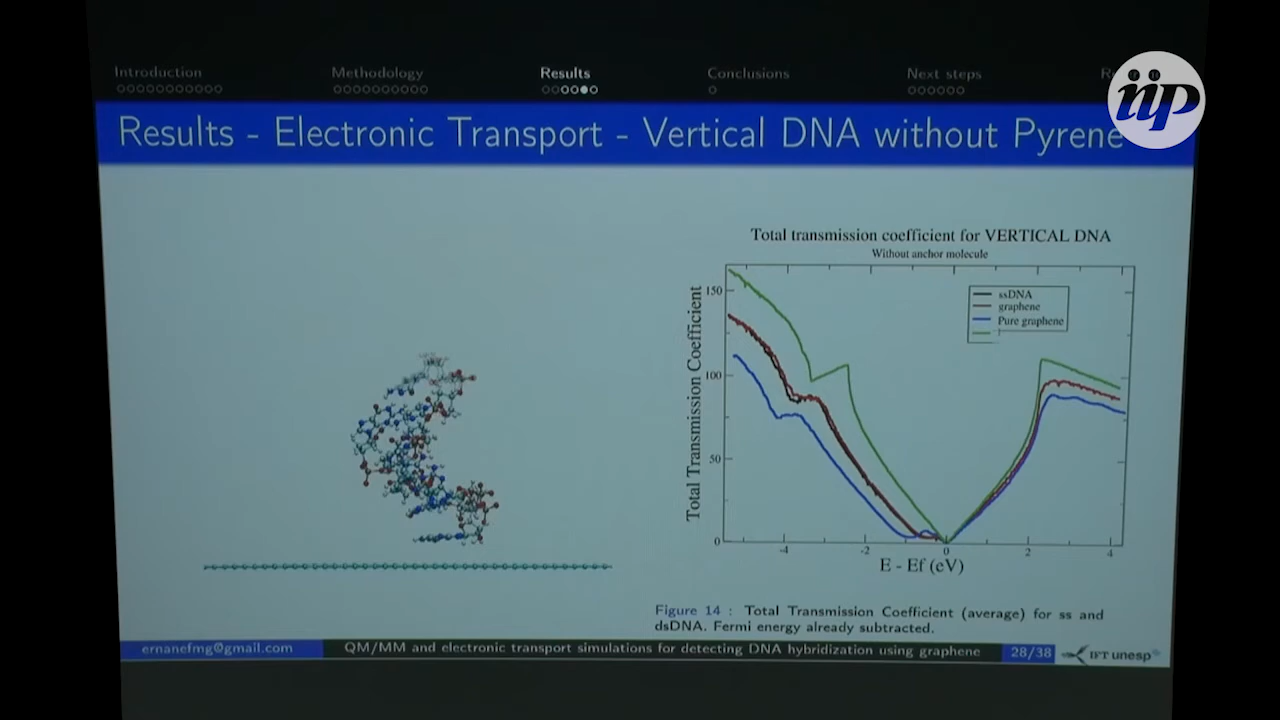 Introduction
Methodology
Results
Conclusions
Next steps
iip
Results - Electronic Transport - Vertical DNA without Pyrene
Total transmission coefficient for VERTICAL DNA
Without anchor molecule
Total Transmission Coefficient
150
100
50
0
ssDNA
graphene
Pure graphene
-4
-2
0
2
4
E - Ef (eV)
Figure 14 : Total Transmission Coefficient (average) for ss and
dsDNA. Fermi energy already subtracted.
ernanefmg@gmail.com
QM/MM and electronic transport simulations for detecting DNA hybridization using graphene
28/38
IFT unesp